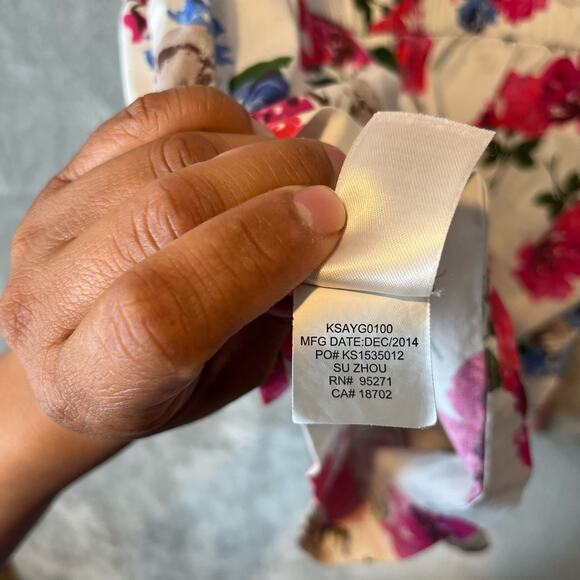 KSAYG0100
MFG DATE:DEC/2014
PO# KS1535012
SU ZHOU
RN# 95271
CA# 18702